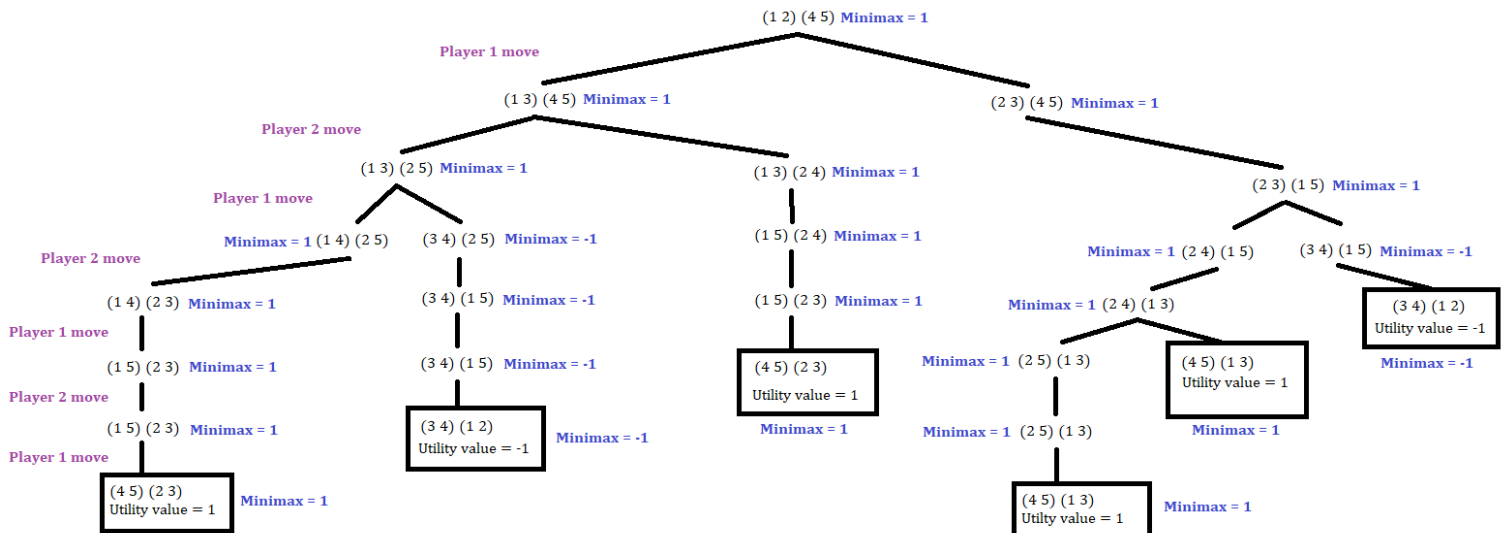 (1 2) (4 5) Minimax = 1
Player 1 move
(1 3) (4 5) Minimax = 1
(2 3) (4 5) Minimax = 1
Player 2 move
(1 3) (2 5) Minimax = 1
(1 3) (2 4) Minimax = 1
(2 3) (1 5) Minimax = 1
Player 1 move
Minimax = 1 (1 4) (2 5)
(3 4) (2 5) Minimax = -1
(1 5) (2 4) Minimax = 1
Minimax = 1 (2 4) (1 5)
(3 4) (1 5) Minimax = -1
Player 2 move
(1 4) (2 3) Minimax = 1
(3 4) (1 5) Minimax = -1
(1 5) (2 3) Minimax = 1
Minimax = 1 (2 4) (1 3)
(3 4) (1 2)
Utility value = -1
Minimax = -1
Player 1 move
(1 5) (2 3) Minimax = 1
(3 4) (1 5) Minimax = -1
(4 5) (2 3)
Utility value = 1
Minimax = 1
Minimax = 1 (2 5) (1 3)
(4 5) (1 3)
Utility value = 1
Minimax = 1
Player 2 move
(1 5) (2 3) Minimax = 1
(3 4) (1 2)
Utility value = -1
Minimax = -1
Minimax = 1 (2 5) (1 3)
Player 1 move
(4 5) (2 3)
Utility value = 1
Minimax = 1
(4 5) (1 3)
Utilty value = 1
Minimax = 1